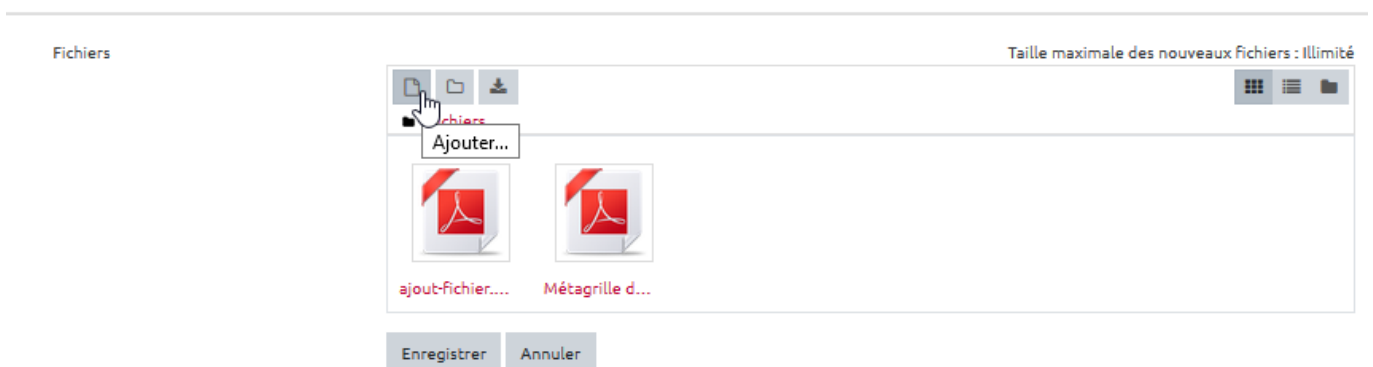 Fichiers
Taille maximale des nouveaux fichiers : Illimité
Ajouter...
ajout-fichier....
Métagrille d...
Enregistrer
Annuler